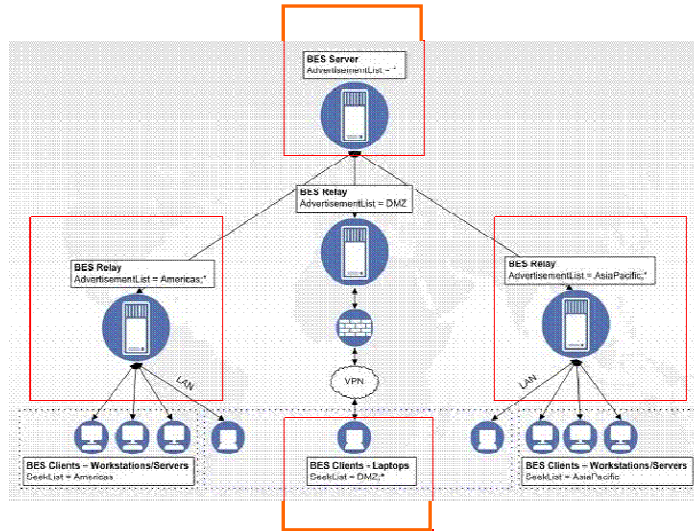 BES Server
AdvertisementList = *
BES Relay
AdvertisementList = DMZ
BES Relay
AdvertisementList = Americas;*
BES Relay
AdvertisementList = AsiaPacific;*
LAN
VPN
LAN
BES Clients – Workstations/Servers
SeekList = Americas
BES Clients - Laptops
SeekList = DMZ;*
BES Clients – Workstations/Servers
SeekList = AsiaPacific